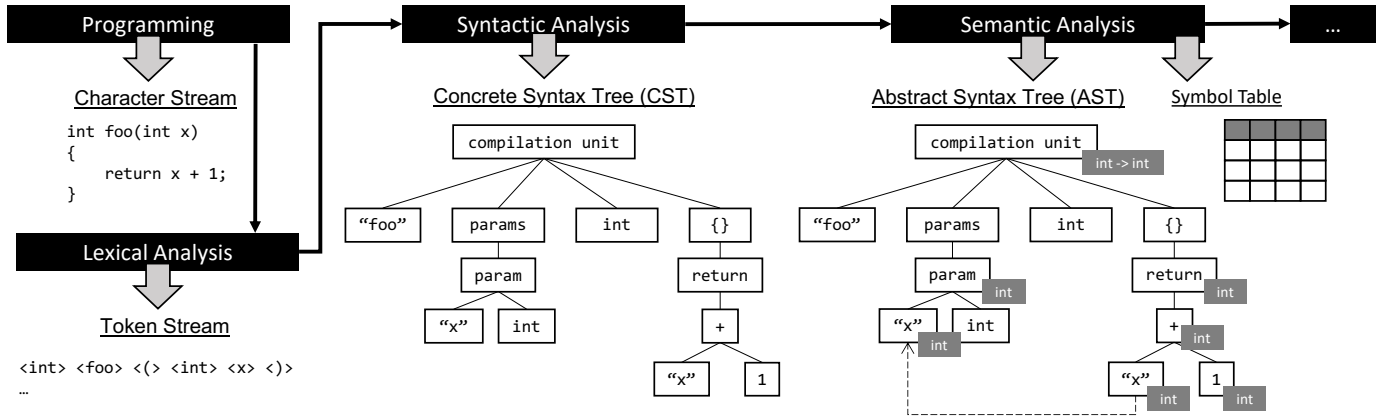 Programming
Character Stream
int foo(int x)
{
    return x + 1;
}
Lexical Analysis
Token Stream
<int> <foo> <(> <int> <x> <)>
…
Syntactic Analysis
Concrete Syntax Tree (CST)
compilation unit
“foo” params int {}
param return
“x” int +
“x” 1
Semantic Analysis
Abstract Syntax Tree (AST)
compilation unit
int -> int
“foo” params int {}
param return
int int
“x” int +
int int
“x” 1
int int
Symbol Table
…